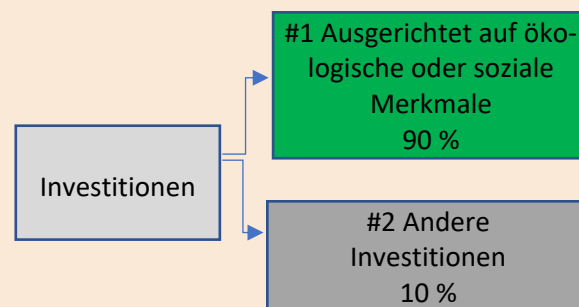 #1 Ausgerichtet auf öko-
logische oder soziale
Merkmale
90 %
Investitionen
#2 Andere
Investitionen
10 %